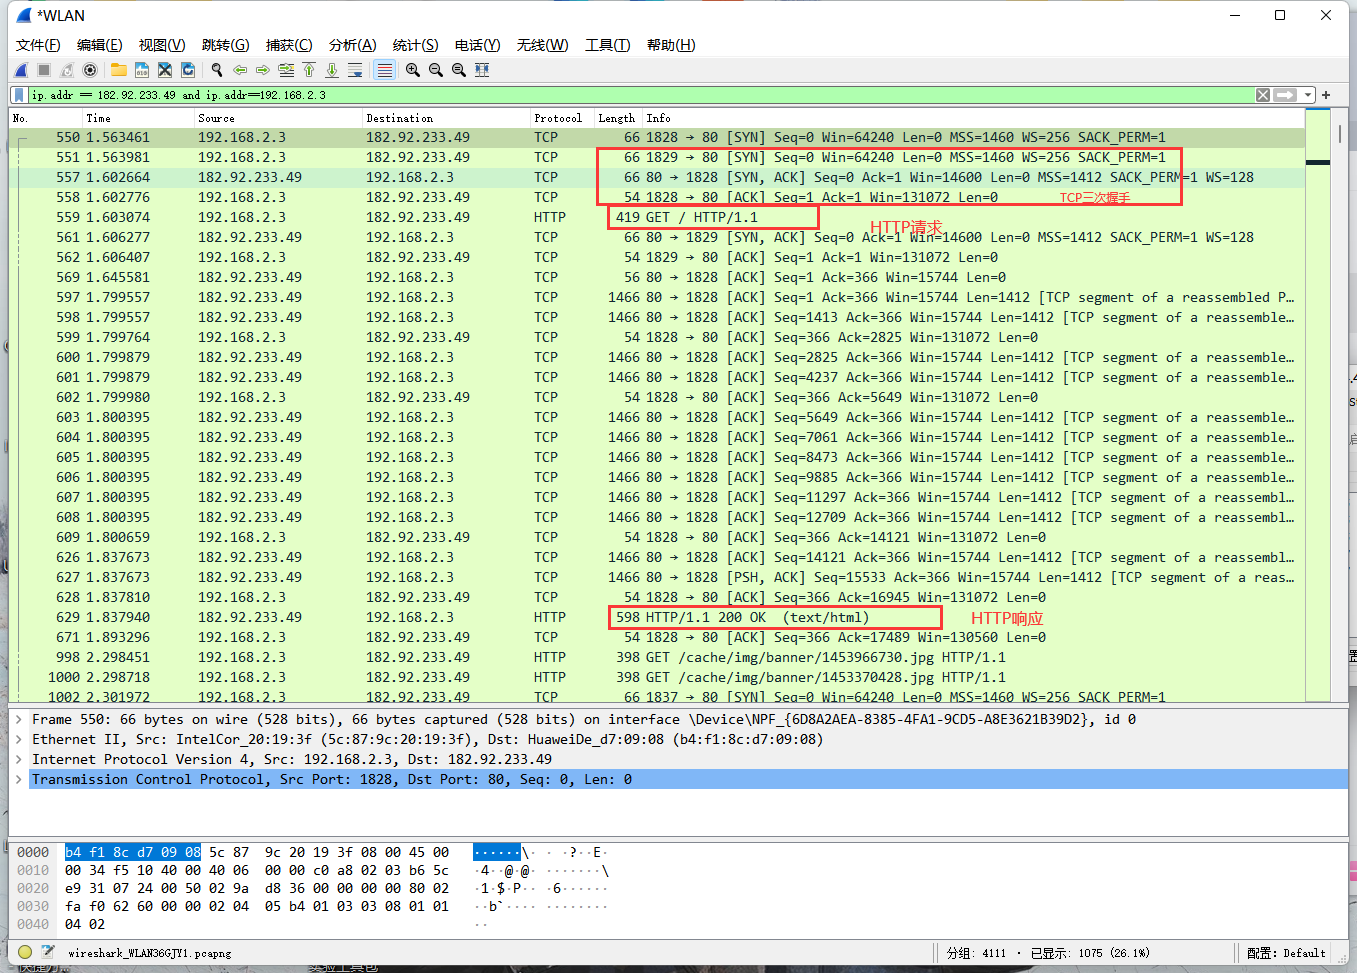 *WLAN
文件(F) 编辑(E) 视图(V) 跳转(G) 捕获(C) 分析(A) 统计(S) 电话(Y) 无线(W) 工具(T) 帮助(H)
ip.addr == 182.92.233.49 and ip.addr==192.168.2.3
No. Time Source Destination Protocol Length Info
550 1.563461 192.168.2.3 182.92.233.49 TCP 66 1828 → 80 [SYN] Seq=0 Win=64240 Len=0 MSS=1460 WS=256 SACK_PERM=1
551 1.563981 192.168.2.3 182.92.233.49 TCP 66 1829 → 80 [SYN] Seq=0 Win=64240 Len=0 MSS=1460 WS=256 SACK_PERM=1
557 1.602664 182.92.233.49 192.168.2.3 TCP 66 80 → 1828 [SYN, ACK] Seq=0 Ack=1 Win=14600 Len=0 MSS=1412 SACK_PERM=1 WS=128
558 1.602776 192.168.2.3 182.92.233.49 TCP 54 1828 → 80 [ACK] Seq=1 Ack=1 Win=131072 Len=0 TCP三次握手
559 1.603074 192.168.2.3 182.92.233.49 HTTP 419 GET / HTTP/1.1
HTTP请求
561 1.606277 182.92.233.49 192.168.2.3 TCP 66 80 → 1829 [SYN, ACK] Seq=0 Ack=1 Win=14600 Len=0 MSS=1412 SACK_PERM=1 WS=128
562 1.606407 192.168.2.3 182.92.233.49 TCP 54 1829 → 80 [ACK] Seq=1 Ack=1 Win=131072 Len=0
569 1.645581 182.92.233.49 192.168.2.3 TCP 56 80 → 1828 [ACK] Seq=1 Ack=366 Win=15744 Len=0
597 1.799557 182.92.233.49 192.168.2.3 TCP 1466 80 → 1828 [ACK] Seq=1 Ack=366 Win=15744 Len=1412 [TCP segment of a reassembled P…
598 1.799557 182.92.233.49 192.168.2.3 TCP 1466 80 → 1828 [ACK] Seq=1413 Ack=366 Win=15744 Len=1412 [TCP segment of a reassemble…
599 1.799764 192.168.2.3 182.92.233.49 TCP 54 1828 → 80 [ACK] Seq=366 Ack=2825 Win=131072 Len=0
600 1.799879 182.92.233.49 192.168.2.3 TCP 1466 80 → 1828 [ACK] Seq=2825 Ack=366 Win=15744 Len=1412 [TCP segment of a reassemble…
601 1.799879 182.92.233.49 192.168.2.3 TCP 1466 80 → 1828 [ACK] Seq=4237 Ack=366 Win=15744 Len=1412 [TCP segment of a reassemble…
602 1.799980 192.168.2.3 182.92.233.49 TCP 54 1828 → 80 [ACK] Seq=366 Ack=5649 Win=131072 Len=0
603 1.800395 182.92.233.49 192.168.2.3 TCP 1466 80 → 1828 [ACK] Seq=5649 Ack=366 Win=15744 Len=1412 [TCP segment of a reassemble…
604 1.800395 182.92.233.49 192.168.2.3 TCP 1466 80 → 1828 [ACK] Seq=7061 Ack=366 Win=15744 Len=1412 [TCP segment of a reassemble…
605 1.800395 182.92.233.49 192.168.2.3 TCP 1466 80 → 1828 [ACK] Seq=8473 Ack=366 Win=15744 Len=1412 [TCP segment of a reassemble…
606 1.800395 182.92.233.49 192.168.2.3 TCP 1466 80 → 1828 [ACK] Seq=9885 Ack=366 Win=15744 Len=1412 [TCP segment of a reassemble…
607 1.800395 182.92.233.49 192.168.2.3 TCP 1466 80 → 1828 [ACK] Seq=11297 Ack=366 Win=15744 Len=1412 [TCP segment of a reassembl…
608 1.800395 182.92.233.49 192.168.2.3 TCP 1466 80 → 1828 [ACK] Seq=12709 Ack=366 Win=15744 Len=1412 [TCP segment of a reassembl…
609 1.800659 192.168.2.3 182.92.233.49 TCP 54 1828 → 80 [ACK] Seq=366 Ack=14121 Win=131072 Len=0
626 1.837673 182.92.233.49 192.168.2.3 TCP 1466 80 → 1828 [ACK] Seq=14121 Ack=366 Win=15744 Len=1412 [TCP segment of a reassembl…
627 1.837673 182.92.233.49 192.168.2.3 TCP 1466 80 → 1828 [PSH, ACK] Seq=15533 Ack=366 Win=15744 Len=1412 [TCP segment of a reas…
628 1.837810 192.168.2.3 182.92.233.49 TCP 54 1828 → 80 [ACK] Seq=366 Ack=16945 Win=131072 Len=0
629 1.837940 182.92.233.49 192.168.2.3 HTTP 598 HTTP/1.1 200 OK (text/html) HTTP响应
671 1.893296 192.168.2.3 182.92.233.49 TCP 54 1828 → 80 [ACK] Seq=366 Ack=17489 Win=130560 Len=0
998 2.298451 192.168.2.3 182.92.233.49 HTTP 398 GET /cache/img/banner/1453966730.jpg HTTP/1.1
1000 2.298718 192.168.2.3 182.92.233.49 HTTP 398 GET /cache/img/banner/1453370428.jpg HTTP/1.1
1002 2.301972 192.168.2.3 182.92.233.49 TCP 66 1837 → 80 [SYN] Seq=0 Win=64240 Len=0 MSS=1460 WS=256 SACK_PERM=1
Frame 550: 66 bytes on wire (528 bits), 66 bytes captured (528 bits) on interface \Device\NPF_{6D8A2AEA-8385-4FA1-9CD5-A8E3621B39D2}, id 0
Ethernet II, Src: IntelCor_20:19:3f (5c:87:9c:20:19:3f), Dst: HuaweiDe_d7:09:08 (b4:f1:8c:d7:09:08)
Internet Protocol Version 4, Src: 192.168.2.3, Dst: 182.92.233.49
Transmission Control Protocol, Src Port: 1828, Dst Port: 80, Seq: 0, Len: 0
0000 b4 f1 8c d7 09 08 5c 87 9c 20 19 3f 08 00 45 00 ······\· · ·?··E·
0010 00 34 f5 10 40 00 40 06 00 00 c0 a8 02 03 b6 5c ·4··@·@· ·······\
0020 e9 31 07 24 00 50 02 9a d8 36 00 00 00 00 80 02 ·1·$·P·· ·6······
0030 fa f0 62 60 00 00 02 04 05 b4 01 03 03 08 01 01 ··b`···· ········
0040 04 02 ··
wireshark_WLAN36GJY1.pcapng 分组: 4111 · 已显示: 1075 (26.1%) 配置: Default